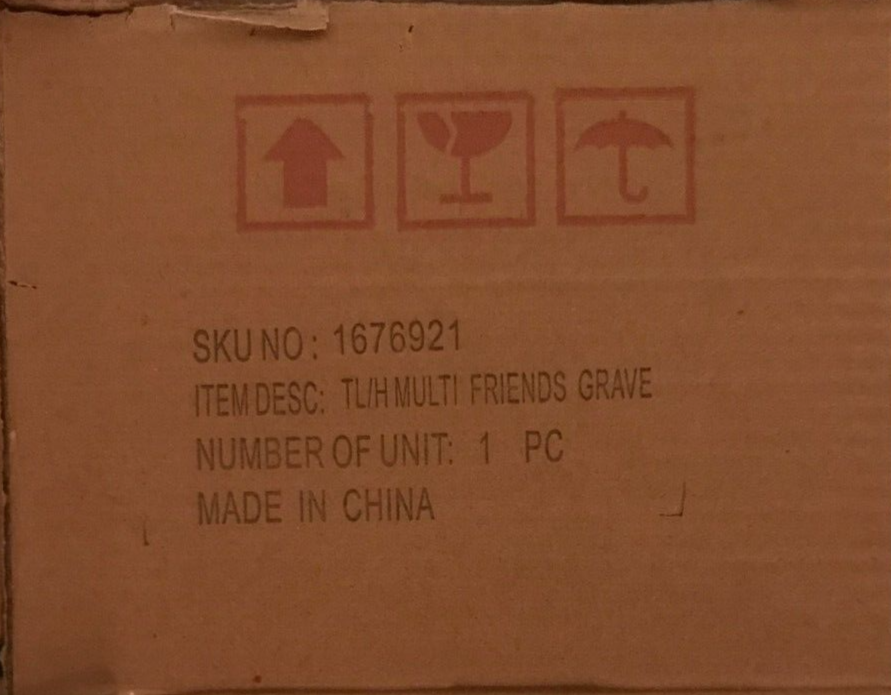 SKU NO: 1676921
ITEM DESC: TL/H MULTI FRIENDS GRAVE
NUMBER OF UNIT: 1 PC
MADE IN CHINA